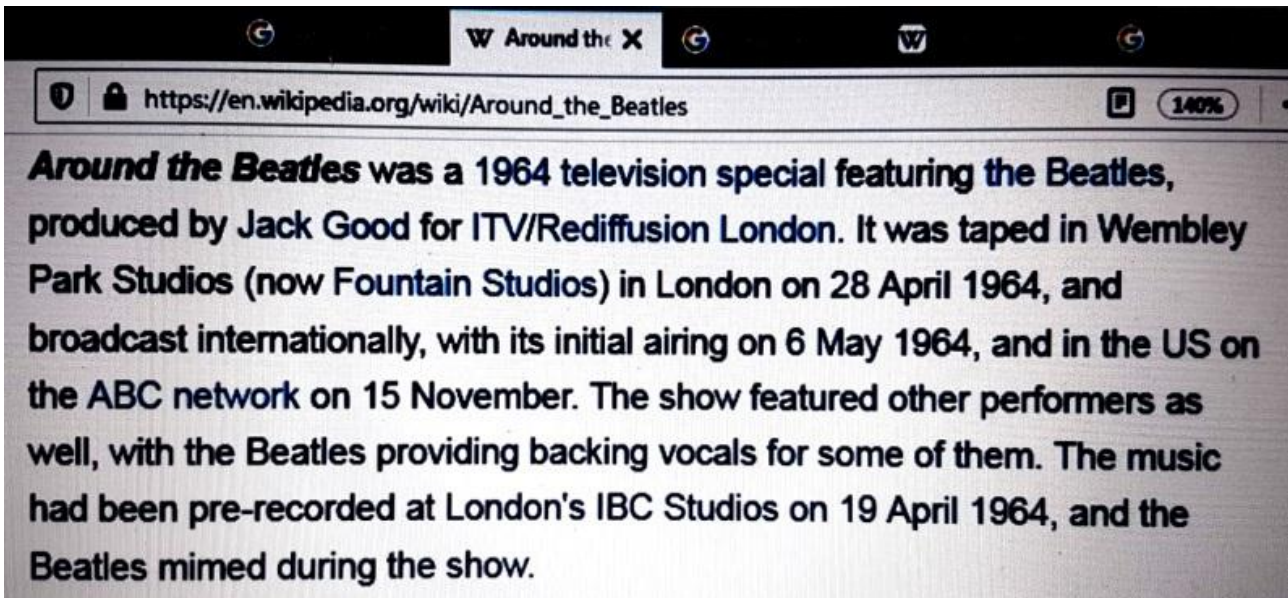 Around the
https://en.wikipedia.org/wiki/Around_the_Beatles
140%
Around the Beatles was a 1964 television special featuring the Beatles,
produced by Jack Good for ITV/Rediffusion London. It was taped in Wembley
Park Studios (now Fountain Studios) in London on 28 April 1964, and
broadcast internationally, with its initial airing on 6 May 1964, and in the US on
the ABC network on 15 November. The show featured other performers as
well, with the Beatles providing backing vocals for some of them. The music
had been pre-recorded at London's IBC Studios on 19 April 1964, and the
Beatles mimed during the show.